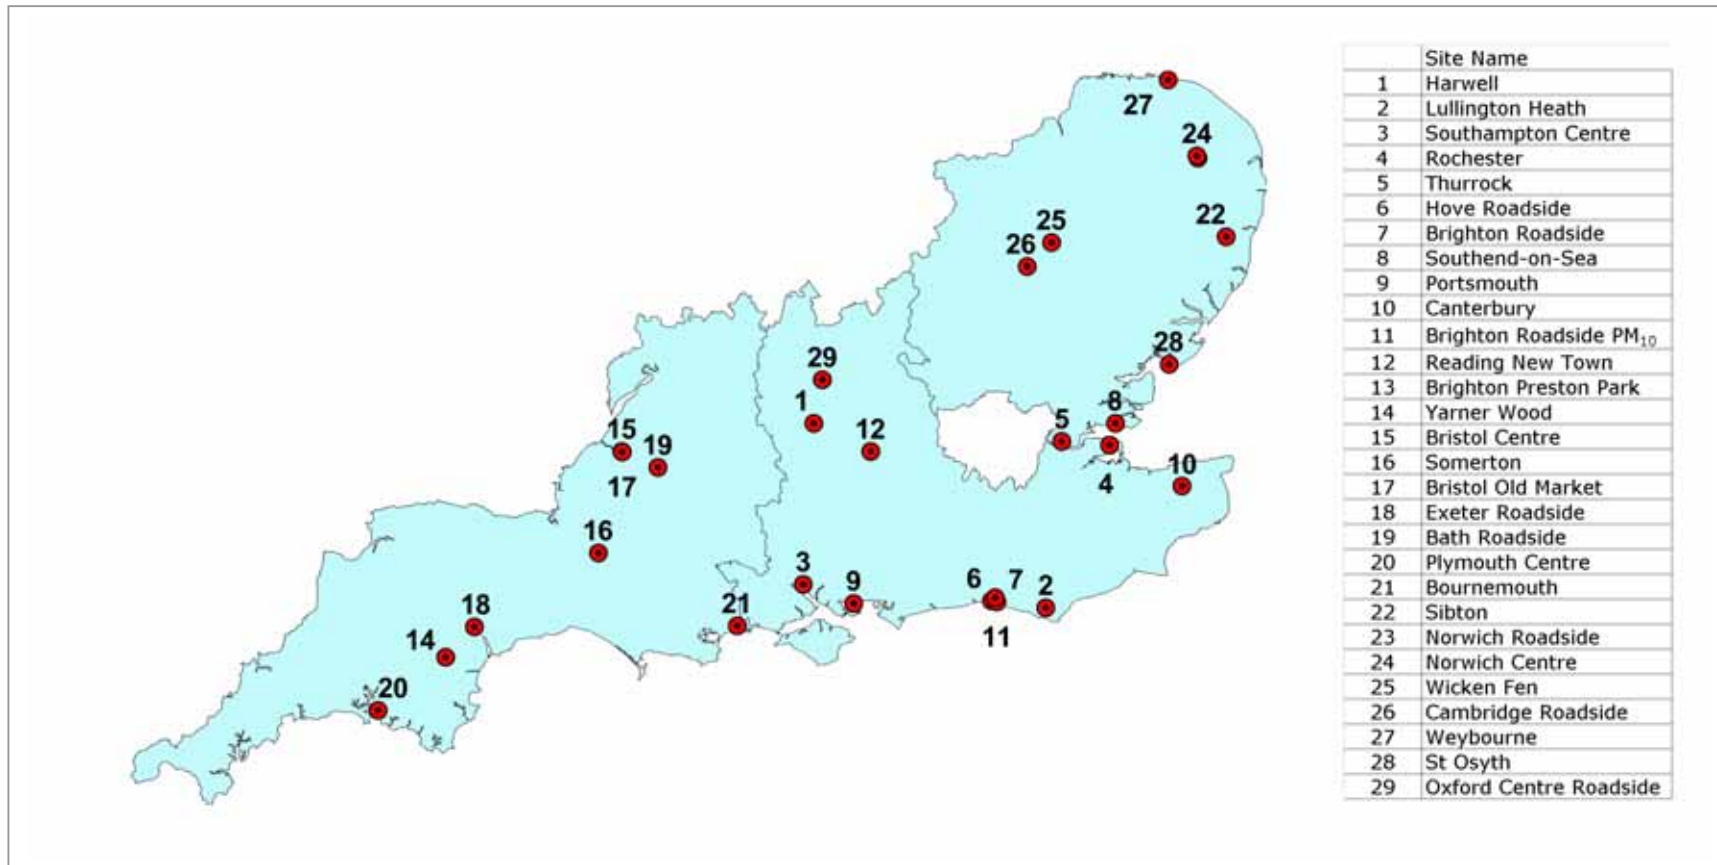 27
24
25
22
26
29
28
1
8
5
15
12
19
10
17
4
16
3
6
7
2
9
18
21
11
14
20
Site Name
1 Harwell
2 Lullington Heath
3 Southampton Centre
4 Rochester
5 Thurrock
6 Hove Roadside
7 Brighton Roadside
8 Southend-on-Sea
9 Portsmouth
10 Canterbury
11 Brighton Roadside PM₁₀
12 Reading New Town
13 Brighton Preston Park
14 Yarner Wood
15 Bristol Centre
16 Somerton
17 Bristol Old Market
18 Exeter Roadside
19 Bath Roadside
20 Plymouth Centre
21 Bournemouth
22 Sibton
23 Norwich Roadside
24 Norwich Centre
25 Wicken Fen
26 Cambridge Roadside
27 Weybourne
28 St Osyth
29 Oxford Centre Roadside